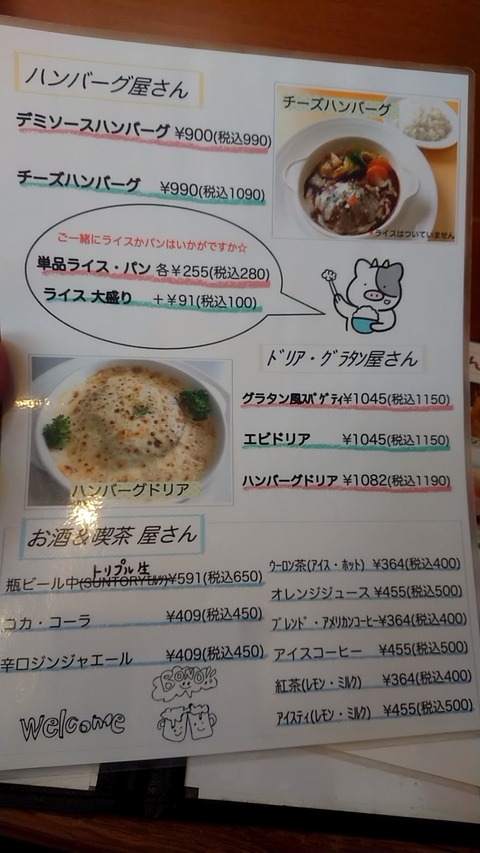 ハンバーグ屋さん
デミソースハンバーグ ¥900(税込990)
チーズハンバーグ ¥990(税込1090)
チーズハンバーグ
*ライスはついていません
ご一緒にライスかパンはいかがですか☆
単品ライス・パン 各¥255(税込280)
ライス 大盛り +¥91(税込100)
ハンバーグドリア
ドリア・グラタン屋さん
グラタン風スパゲティ¥1045(税込1150)
エビドリア ¥1045(税込1150)
ハンバーグドリア ¥1082(税込1190)
お酒&喫茶 屋さん
トリプル生
瓶ビール中(SUNTORYモルツ)¥591(税込650)
コカ・コーラ ¥409(税込450)
辛口ジンジャエール ¥409(税込450)
ウーロン茶(アイス・ホット) ¥364(税込400)
オレンジジュース ¥455(税込500)
ブレンド・アメリカンコーヒー¥364(税込400)
アイスコーヒー ¥455(税込500)
紅茶(レモン・ミルク) ¥364(税込400)
アイスティ(レモン・ミルク) ¥455(税込500)
Welcome